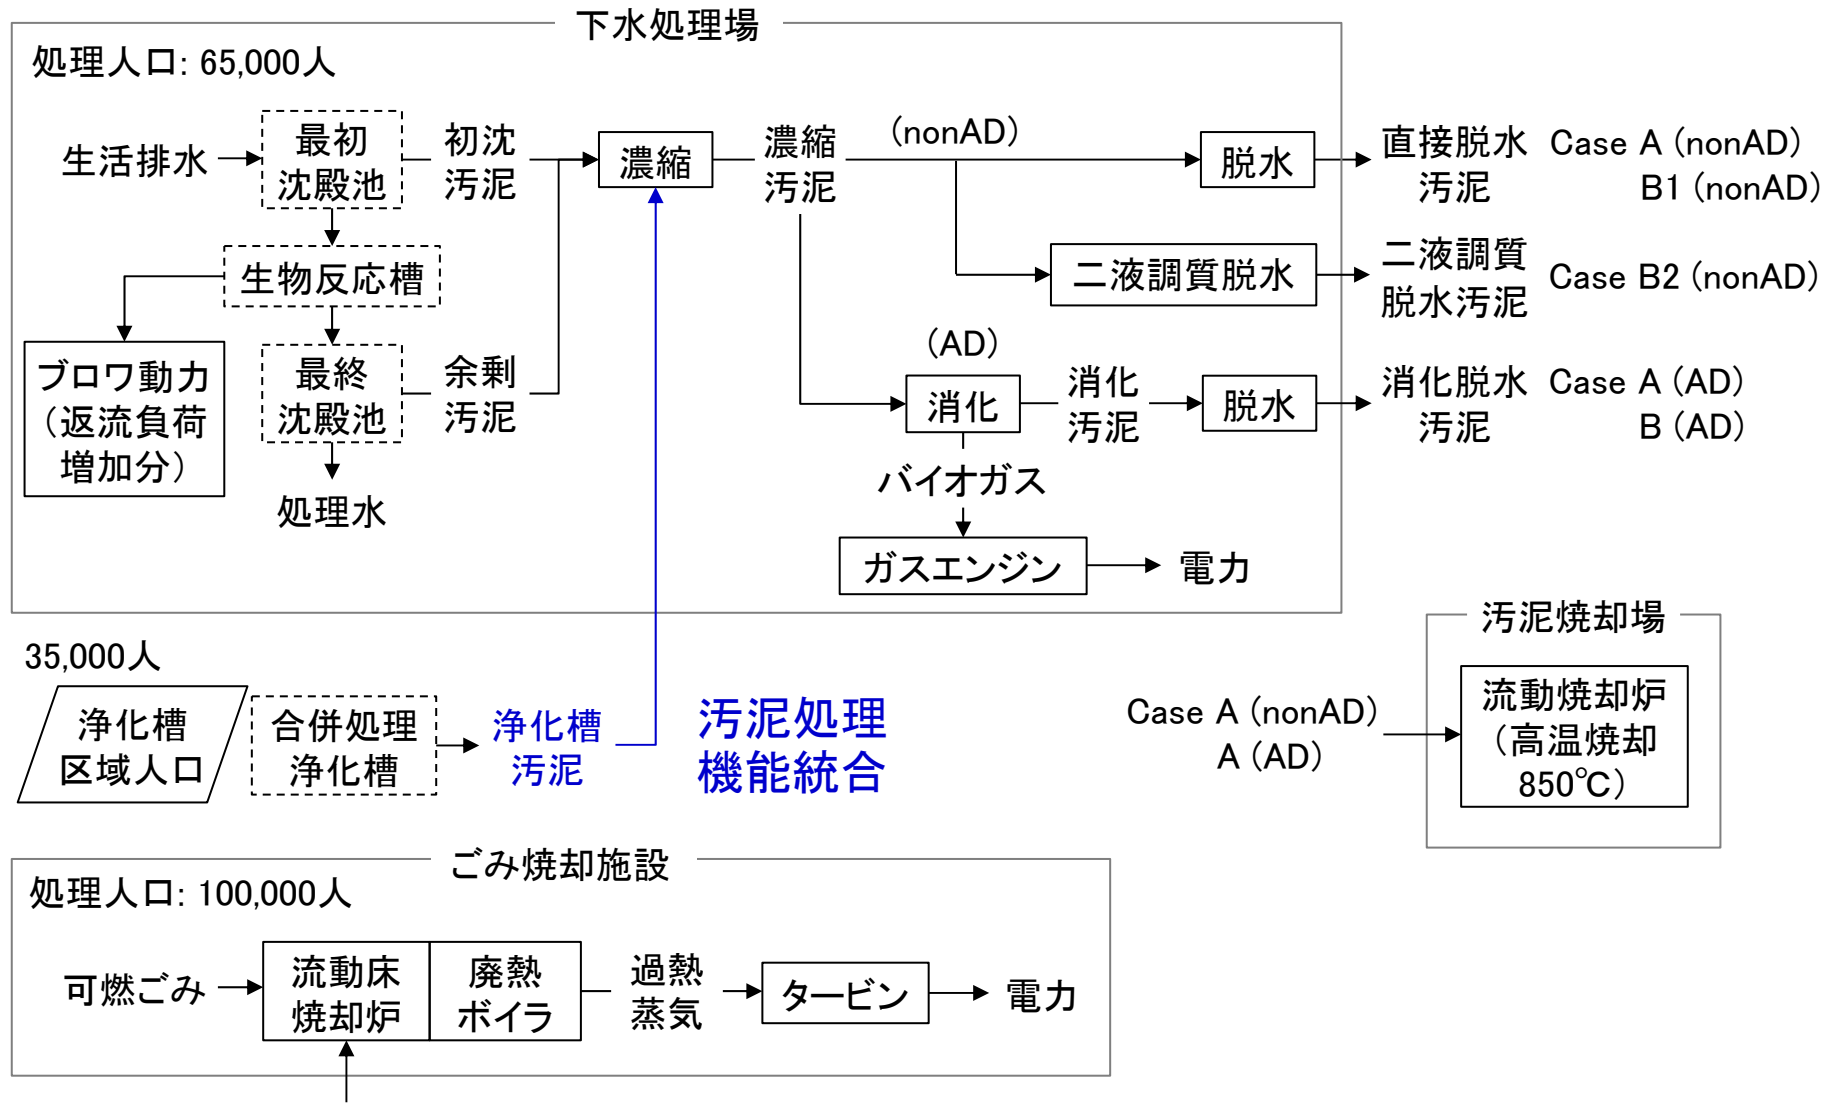 下水処理場
処理人口: 65,000人
生活排水
最初
沈殿池
初沈
汚泥
濃縮
濃縮
汚泥
(nonAD)
脱水
直接脱水
汚泥
Case A (nonAD)
B1 (nonAD)
生物反応槽
二液調質脱水
二液調質
脱水汚泥
Case B2 (nonAD)
ブロワ動力
(返流負荷
増加分)
最終
沈殿池
余剰
汚泥
処理水
(AD)
消化
消化
汚泥
脱水
消化脱水
汚泥
Case A (AD)
B (AD)
バイオガス
ガスエンジン
電力
35,000人
浄化槽
区域人口
合併処理
浄化槽
浄化槽
汚泥
汚泥処理
機能統合
Case A (nonAD)
A (AD)
汚泥焼却場
流動焼却炉
(高温焼却
850℃)
ごみ焼却施設
処理人口: 100,000人
可燃ごみ
流動床
焼却炉
廃熱
ボイラ
過熱
蒸気
タービン
電力